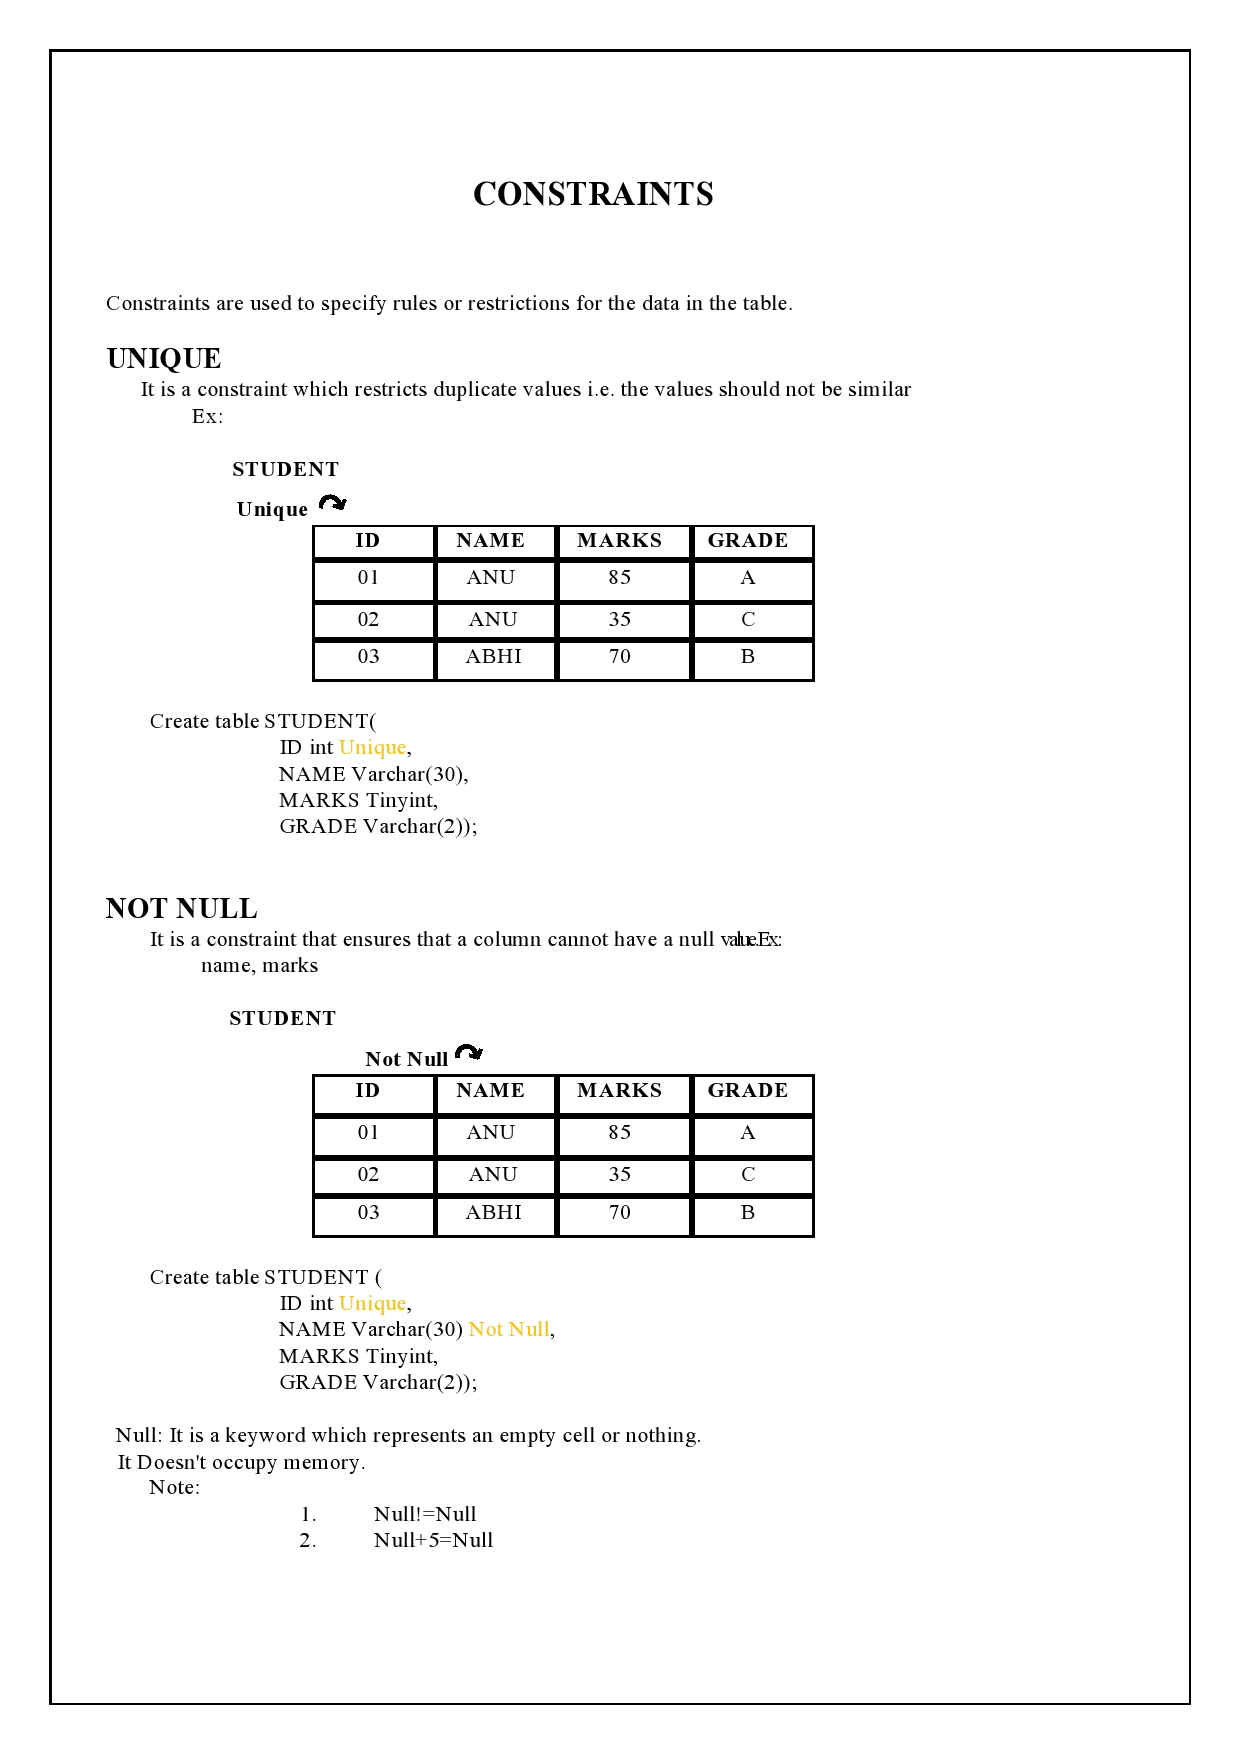 CONSTRAINTS
Constraints are used to specify rules or restrictions for the data in the table.
UNIQUE
It is a constraint which restricts duplicate values i.e. the values should not be similar
Ex:
STUDENT
Unique
ID NAME MARKS GRADE
01 ANU 85 A
02 ANU 35 C
03 ABHI 70 B
Create table STUDENT(
ID int Unique,
NAME Varchar(30),
MARKS Tinyint,
GRADE Varchar(2));
NOT NULL
It is a constraint that ensures that a column cannot have a null value.Ex:
name, marks
STUDENT
Not Null
ID NAME MARKS GRADE
01 ANU 85 A
02 ANU 35 C
03 ABHI 70 B
Create table STUDENT (
ID int Unique,
NAME Varchar(30) Not Null,
MARKS Tinyint,
GRADE Varchar(2));
Null: It is a keyword which represents an empty cell or nothing.
It Doesn't occupy memory.
Note:
1. Null!=Null
2. Null+5=Null